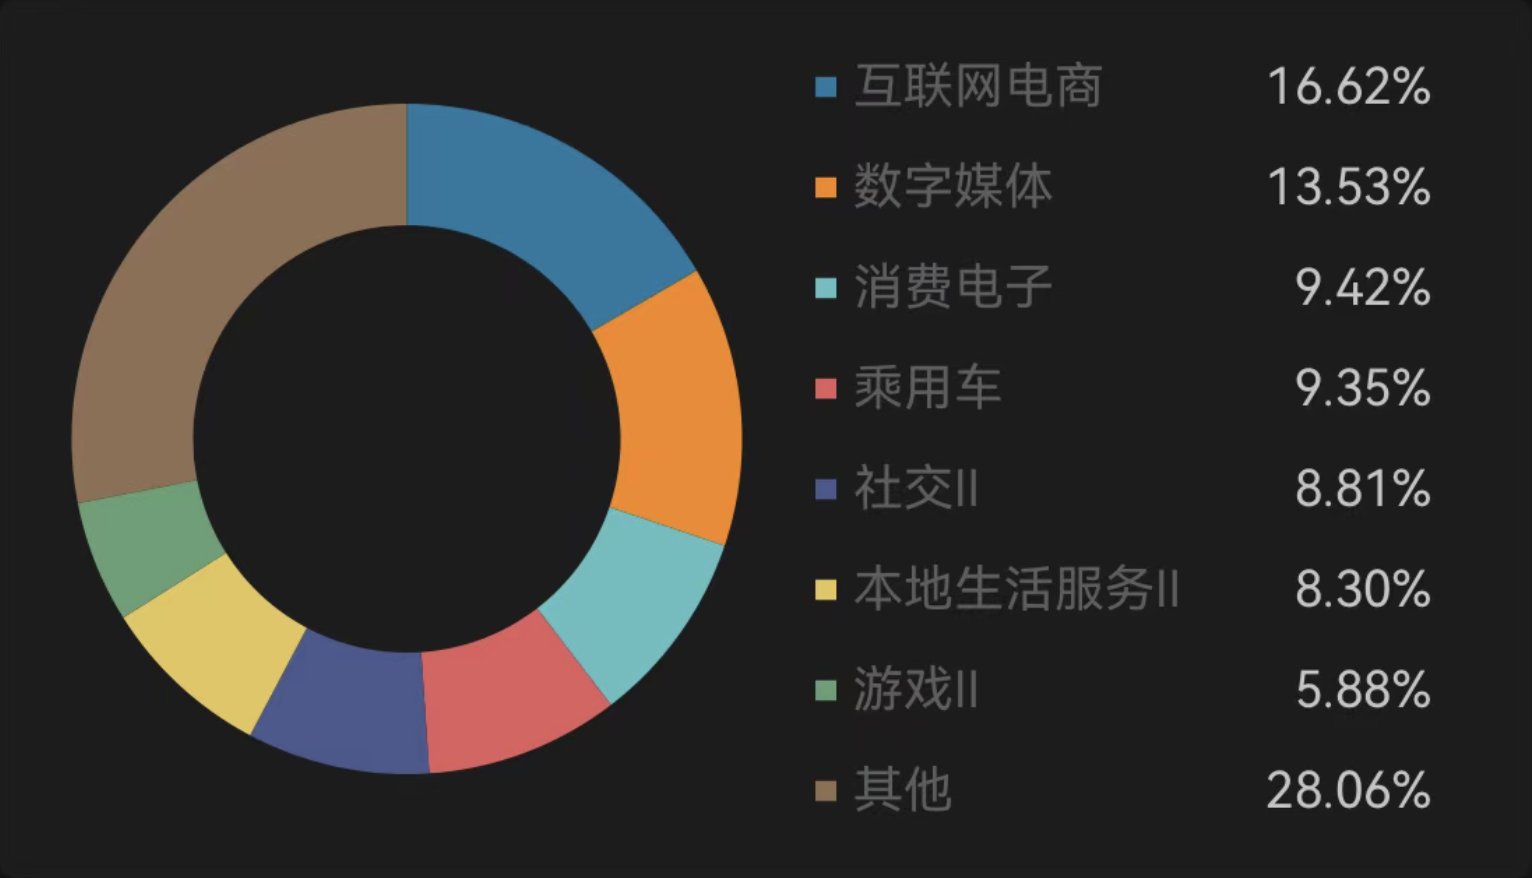 互联网电商 16.62%
数字媒体 13.53%
消费电子 9.42%
乘用车 9.35%
社交II 8.81%
本地生活服务II 8.30%
游戏II 5.88%
其他 28.06%